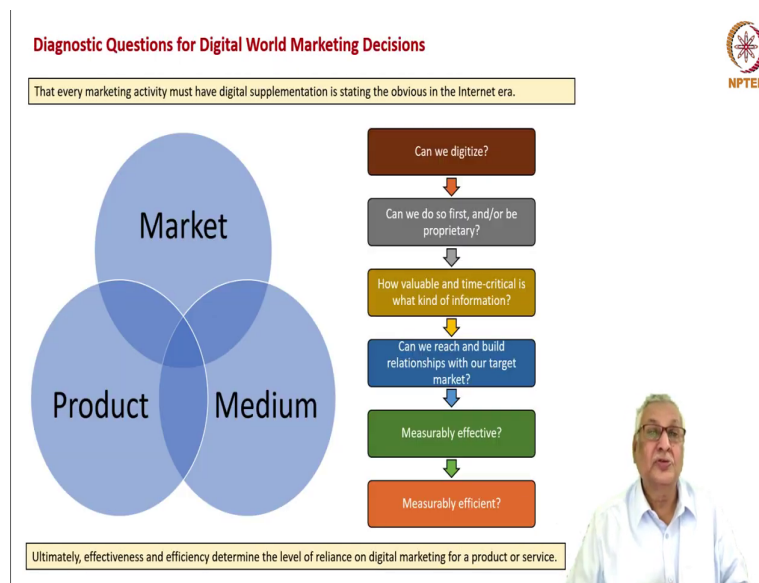 Diagnostic Questions for Digital World Marketing Decisions
NPTEL
That every marketing activity must have digital supplementation is stating the obvious in the Internet era.
Market
Product
Medium
Can we digitize?
Can we do so first, and/or be
proprietary?
How valuable and time-critical is
what kind of information?
Can we reach and build
relationships with our target
market?
Measurably effective?
Measurably efficient?
Ultimately, effectiveness and efficiency determine the level of reliance on digital marketing for a product or service.